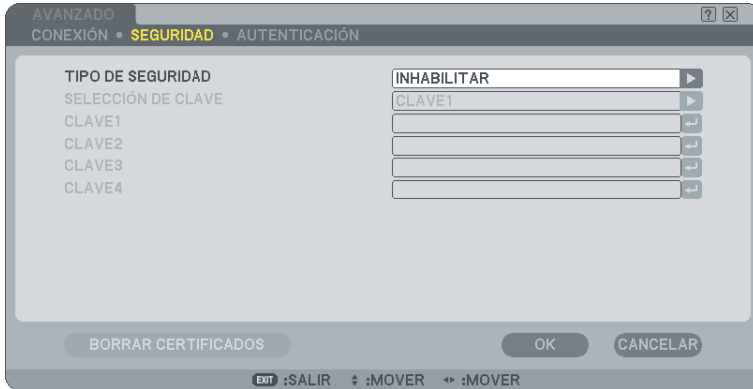 AVANZADO
CONEXIÓN • SEGURIDAD • AUTENTICACIÓN
TIPO DE SEGURIDAD INHABILITAR
SELECCIÓN DE CLAVE CLAVE1
CLAVE1
CLAVE2
CLAVE3
CLAVE4
BORRAR CERTIFICADOS OK CANCELAR
EXIT :SALIR :MOVER :MOVER